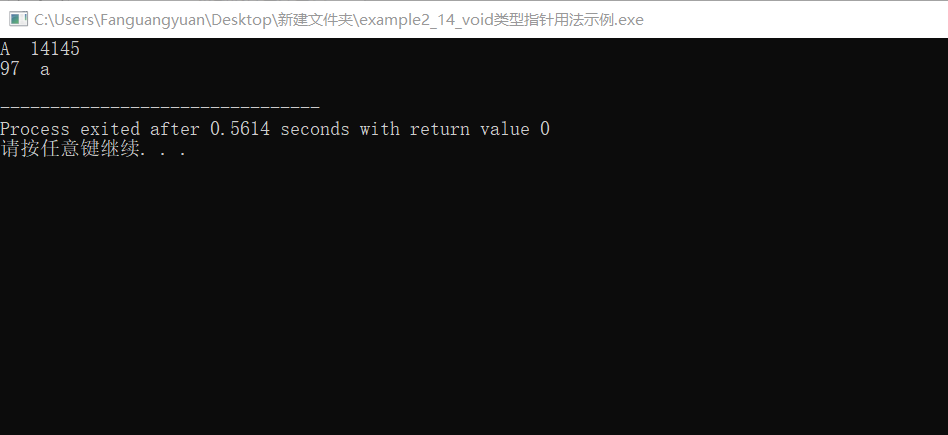 C:\Users\Fanguangyuan\Desktop\新建文件夹\example2_14_void类型指针用法示例.exe
A  14145
97  a
--------------------------------
Process exited after 0.5614 seconds with return value 0
请按任意键继续. . .